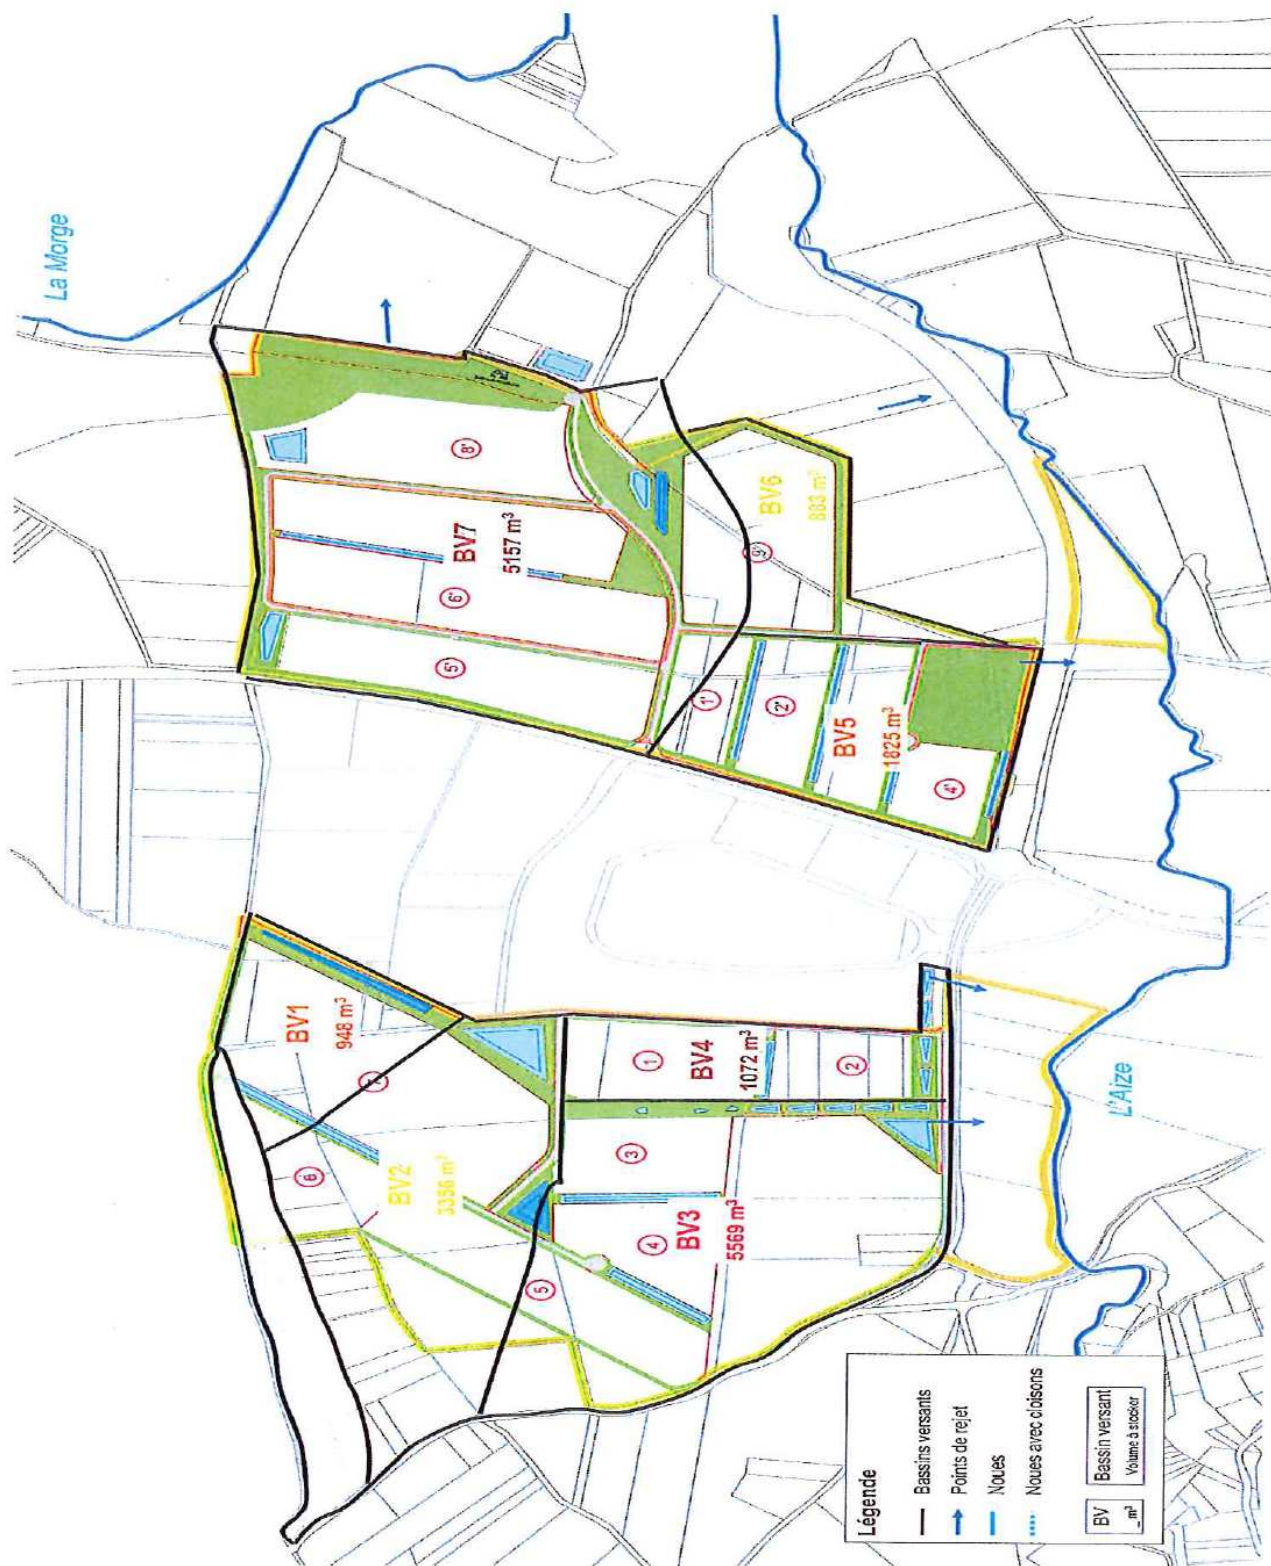 La Morge
BV1
948 m³
6
BV2
3356 m³
5'
6'
BV7
5157 m³
8'
5
4
3
1
BV3
5569 m³
BV4
1072 m³
1'
2'
9'
BV6
883 m³
BV5
1825 m³
2
4'
L'Aize
Légende
Bassins versants
Points de rejet
Noues
Noues avec cloisons
BV
_ m³
Bassin versant
Volume à stocker